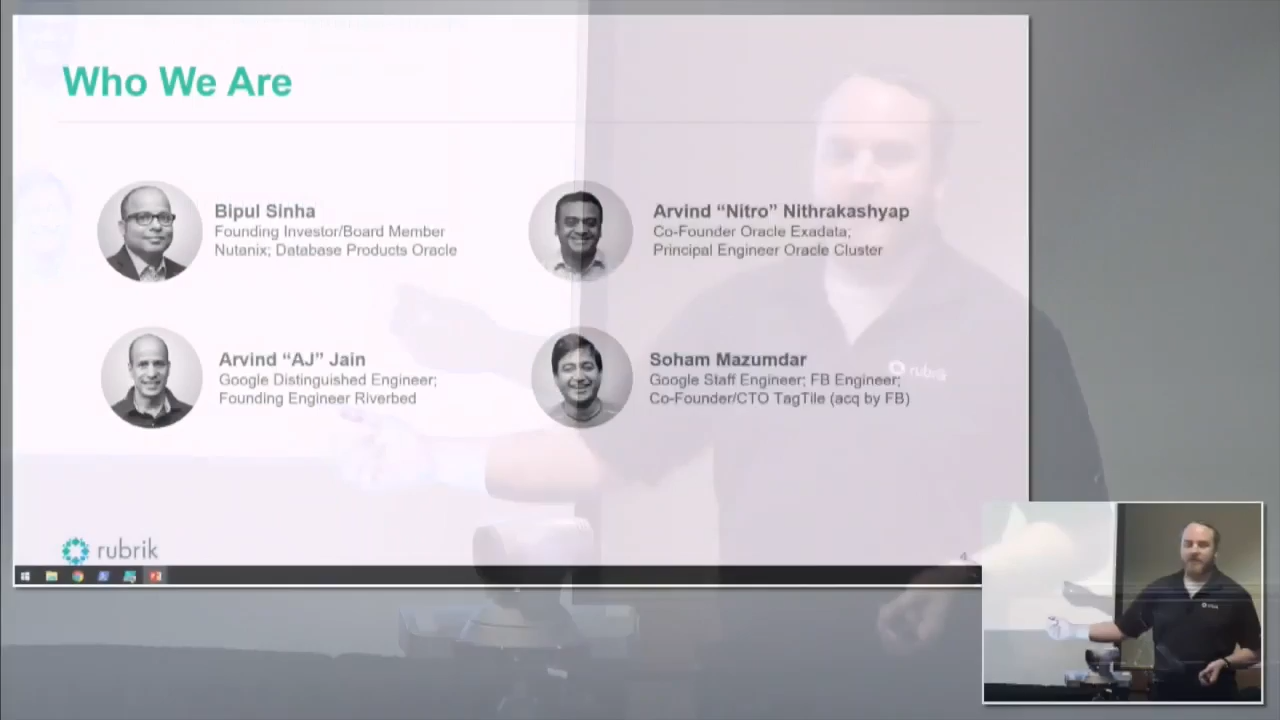 Who We Are
Bipul Sinha
Founding Investor/Board Member
Nutanix; Database Products Oracle
Arvind “Nitro” Nithrakashyap
Co-Founder Oracle Exadata;
Principal Engineer Oracle Cluster
Arvind “AJ” Jain
Google Distinguished Engineer;
Founding Engineer Riverbed
Soham Mazumdar
Google Staff Engineer; FB Engineer;
Co-Founder/CTO TagTile (acq by FB)
rubrik
rubrik
4